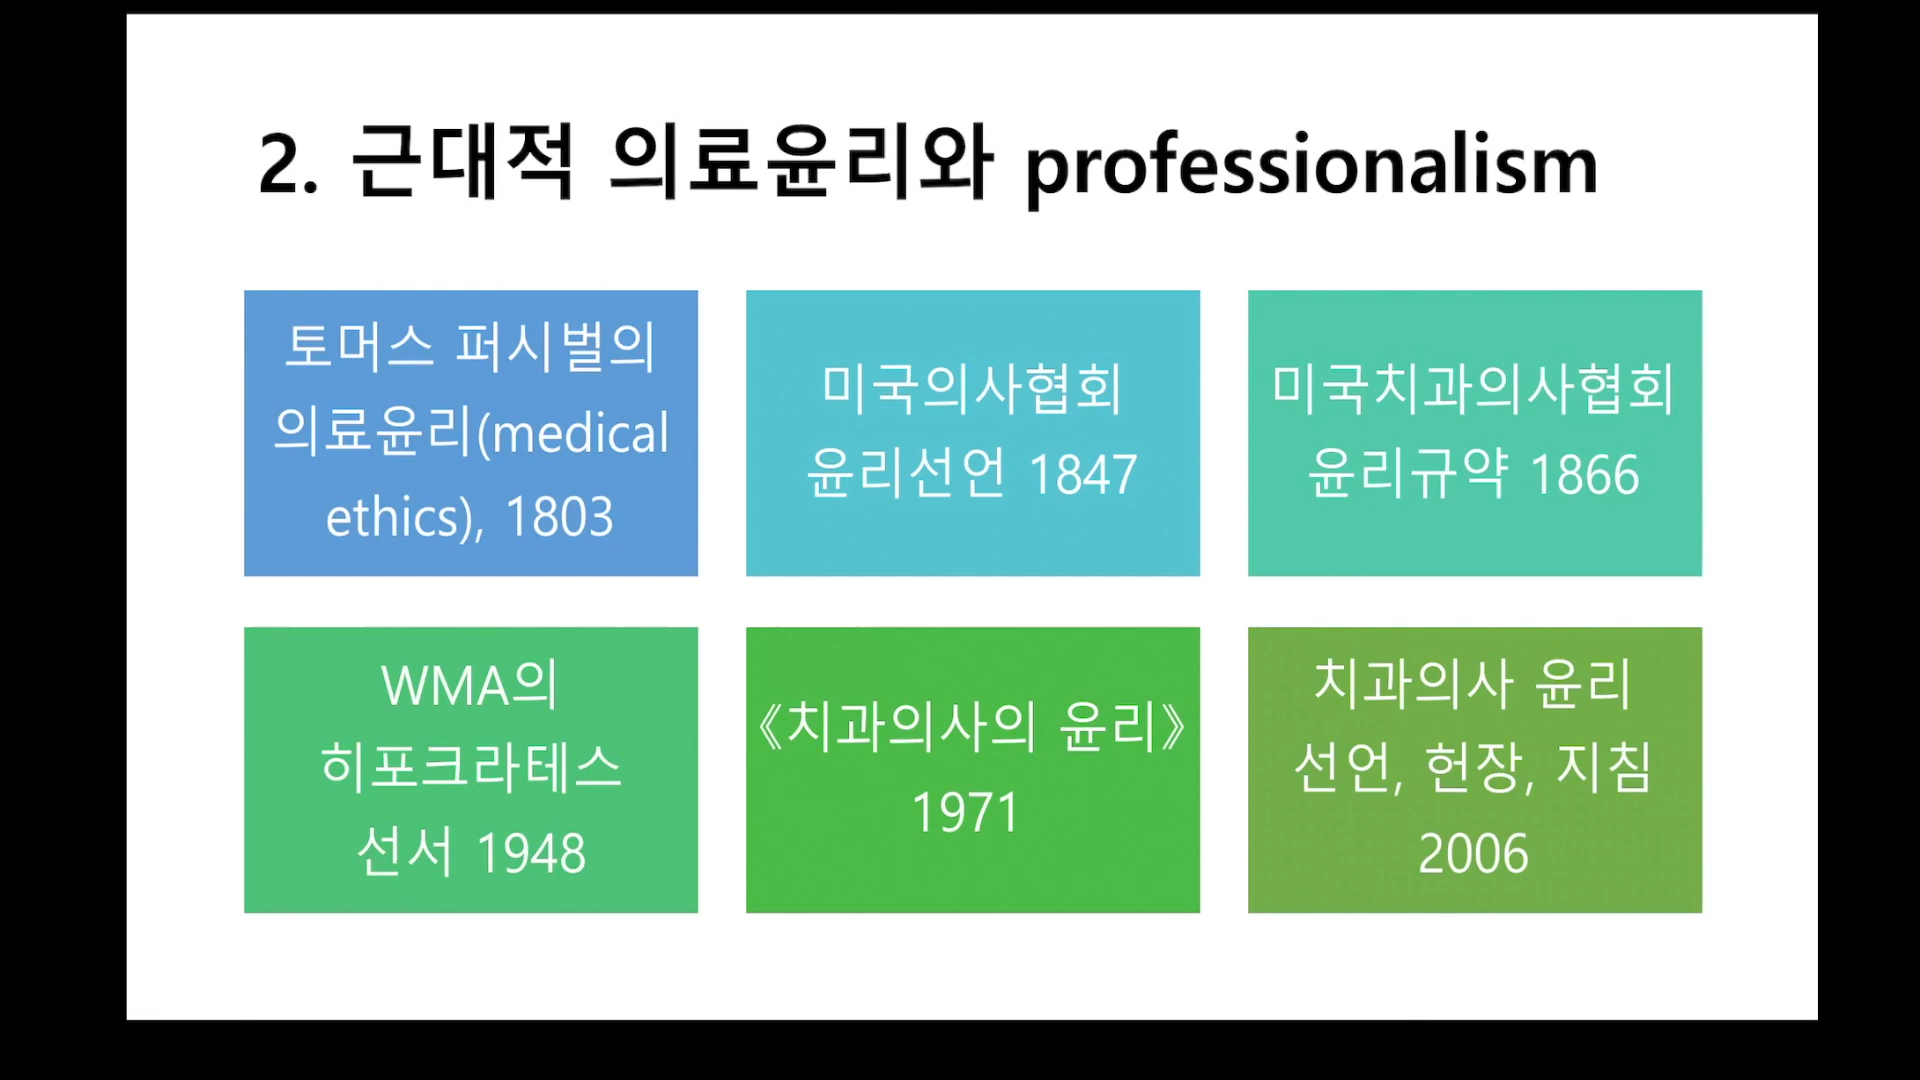 2. 근대적 의료윤리와 professionalism
토머스 퍼시벌의
의료윤리(medical
ethics), 1803
미국의사협회
윤리선언 1847
미국치과의사협회
윤리규약 1866
WMA의
히포크라테스
선서 1948
《치과의사의 윤리》
1971
치과의사 윤리
선언, 헌장, 지침
2006